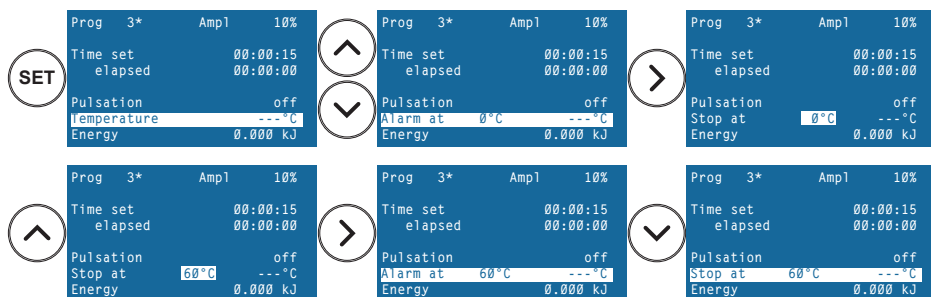 SET
Prog 3* Ampl 10%
Time set 00:00:15
elapsed 00:00:00
Pulsation off
Temperature ---°C
Energy 0.000 kJ
Prog 3* Ampl 10%
Time set 00:00:15
elapsed 00:00:00
Pulsation off
Alarm at 0°C ---°C
Energy 0.000 kJ
Prog 3* Ampl 10%
Time set 00:00:15
elapsed 00:00:00
Pulsation off
Stop at 0°C ---°C
Energy 0.000 kJ
Prog 3* Ampl 10%
Time set 00:00:15
elapsed 00:00:00
Pulsation off
Stop at 60°C ---°C
Energy 0.000 kJ
Prog 3* Ampl 10%
Time set 00:00:15
elapsed 00:00:00
Pulsation off
Alarm at 60°C ---°C
Energy 0.000 kJ
Prog 3* Ampl 10%
Time set 00:00:15
elapsed 00:00:00
Pulsation off
Stop at 60°C ---°C
Energy 0.000 kJ